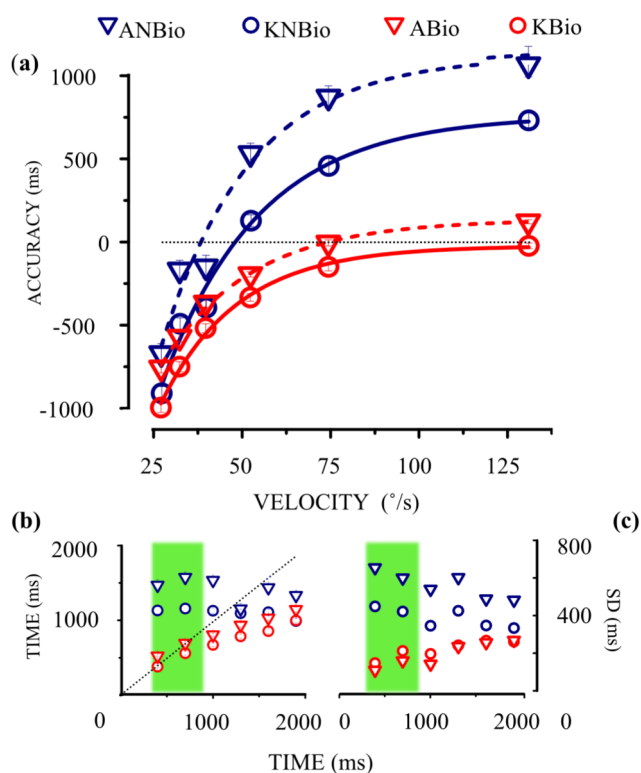 ANBio KNBio ABio KBio
(a)
1000
500
0
-500
-1000
ACCURACY (ms)
25 50 75 100 125
VELOCITY (˚/s)
(b) (c)
2000
1000
0
TIME (ms)
800
400
0
SD (ms)
1000 2000 0 1000 2000
TIME (ms)